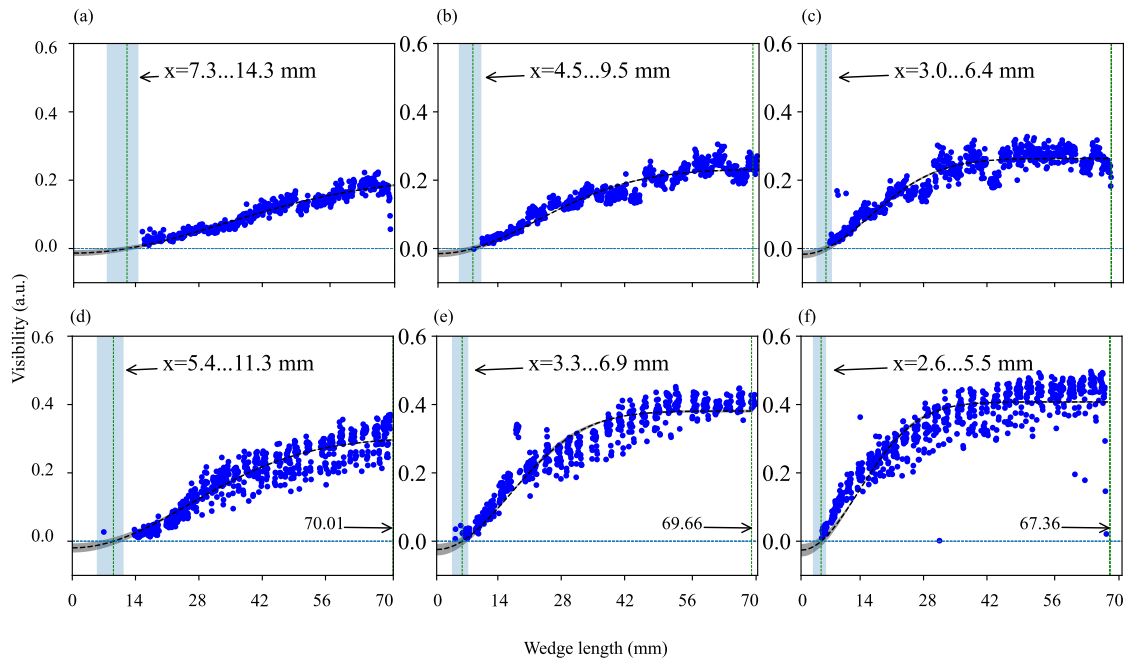 (a) (b) (c)
0.6 0.6 0.6
x=7.3...14.3 mm x=4.5...9.5 mm x=3.0...6.4 mm
0.4 0.4 0.4
0.2 0.2 0.2
0.0 0.0 0.0
(d) (e) (f)
0.6 0.6 0.6
x=5.4...11.3 mm x=3.3...6.9 mm x=2.6...5.5 mm
0.4 0.4 0.4
0.2 0.2 0.2
70.01 69.66 67.36
0.0 0.0 0.0
0 14 28 42 56 70 0 14 28 42 56 70 0 14 28 42 56 70
Visibility (a.u.)
Wedge length (mm)